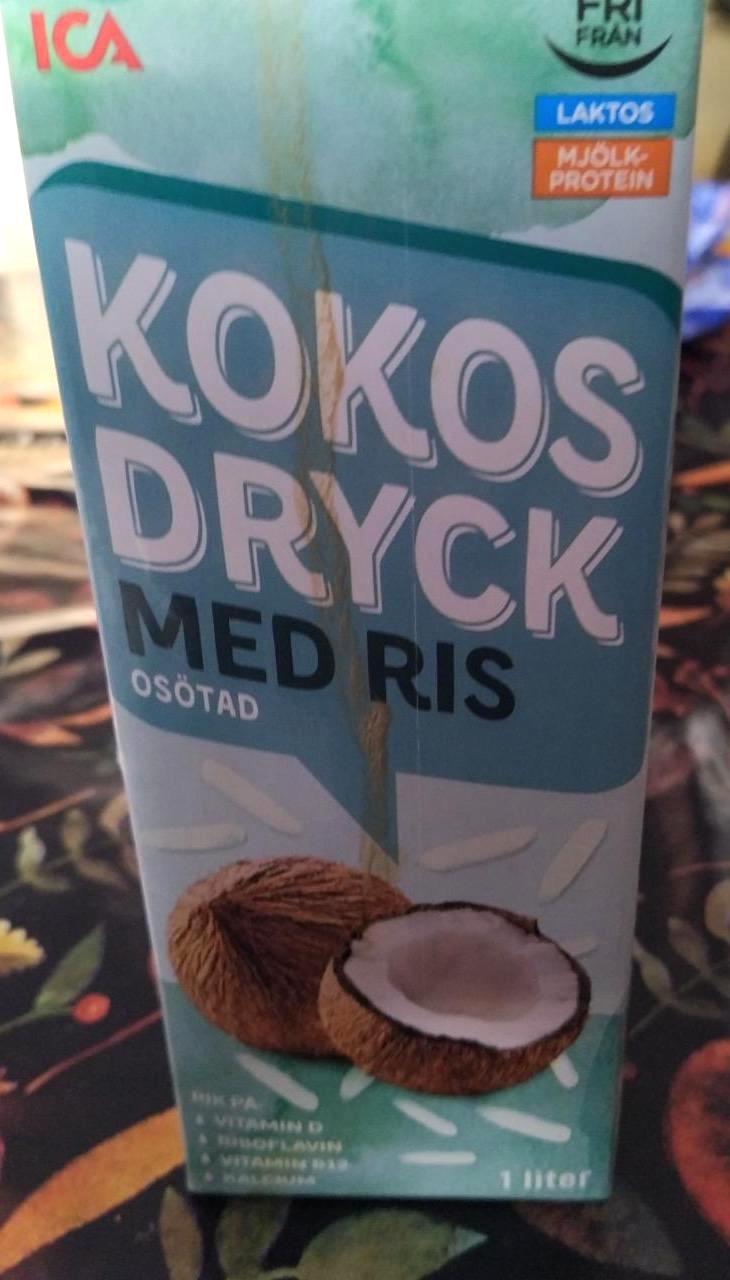 ICA
FRI
FRÅN
LAKTOS
MJÖLK-
PROTEIN
KOKOS
DRYCK
MED RIS
OSÖTAD
RIK PÅ:
VITAMIN D
RIBOFLAVIN
VITAMIN B12
KALCIUM
1 liter